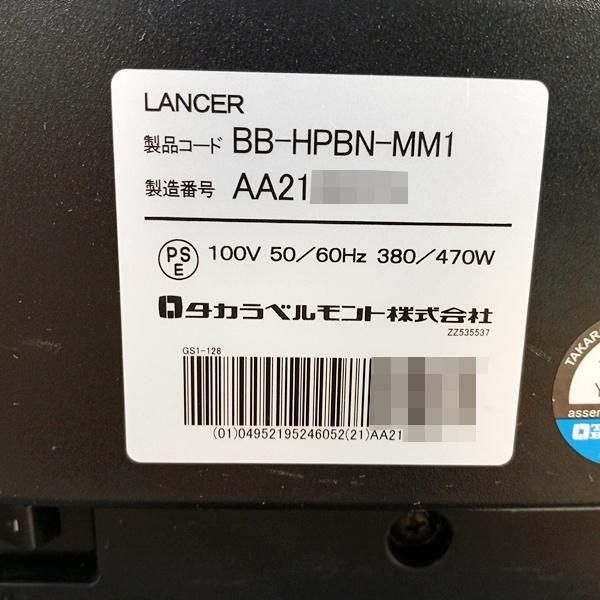 LANCER
製品コード BB-HPBN-MM1
製造番号 AA21
PS
E
100V 50/60Hz 380/470W
タカラベルモント株式会社
ZZ535537
GS1-128
(01)04952195246052(21)AA21
TAKAR
assem